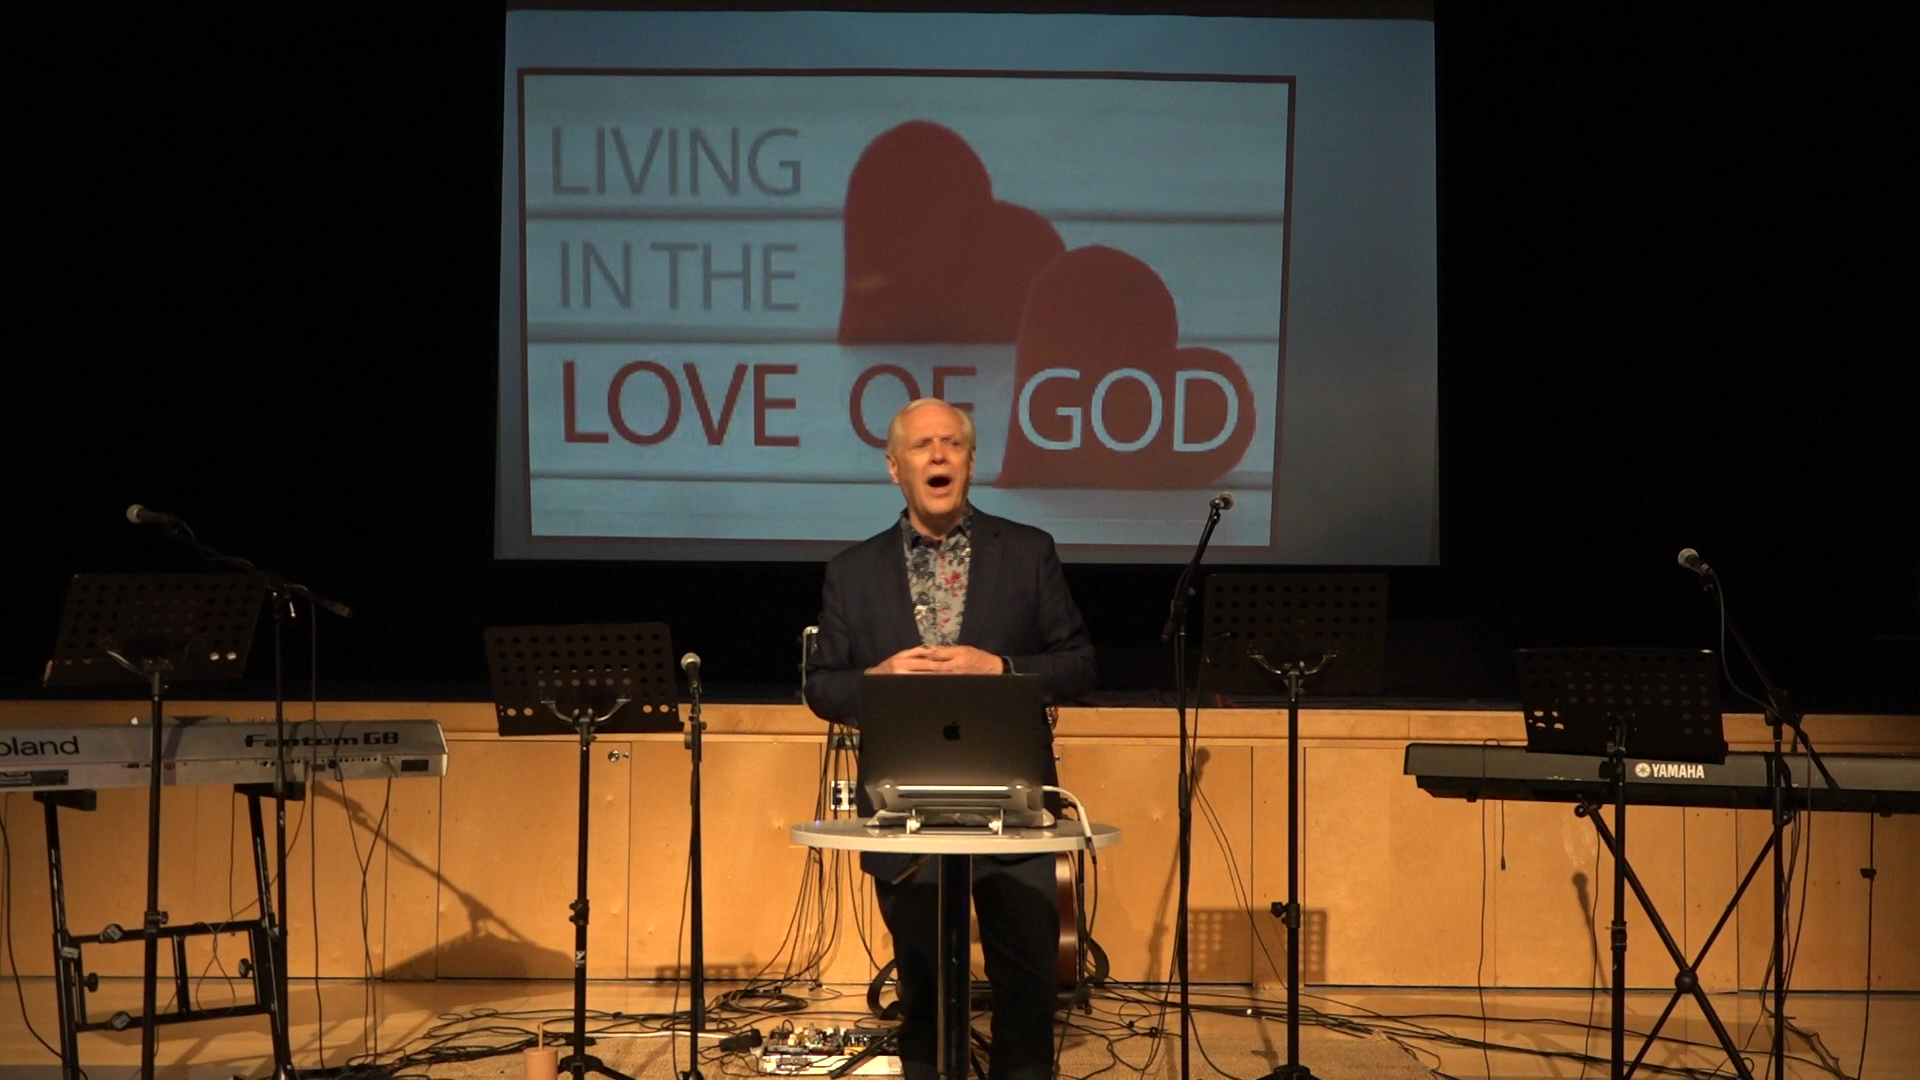 LIVING
IN THE
LOVE OF GOD
oland
Fantom G8
YAMAHA